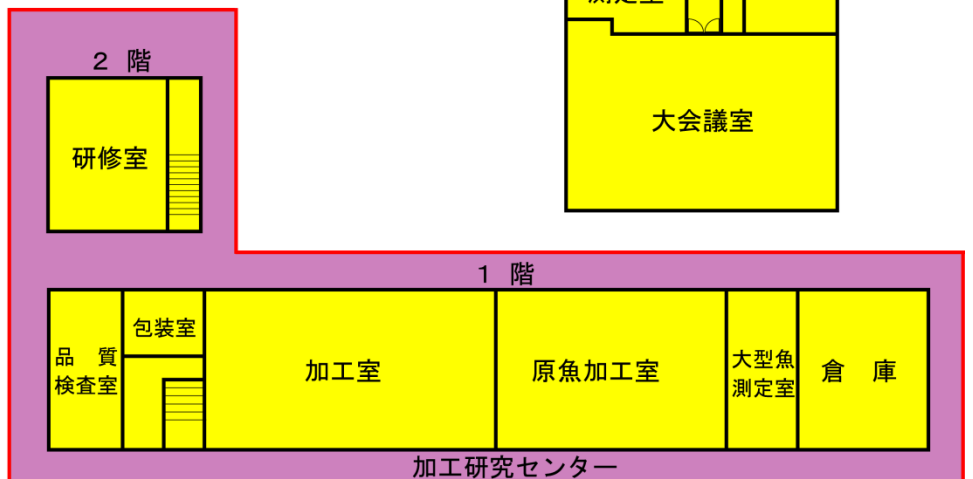 ２ 階
研修室
大会議室
１ 階
品 質
検査室
包装室
加工室
原魚加工室
大型魚
測定室
倉 庫
加工研究センター